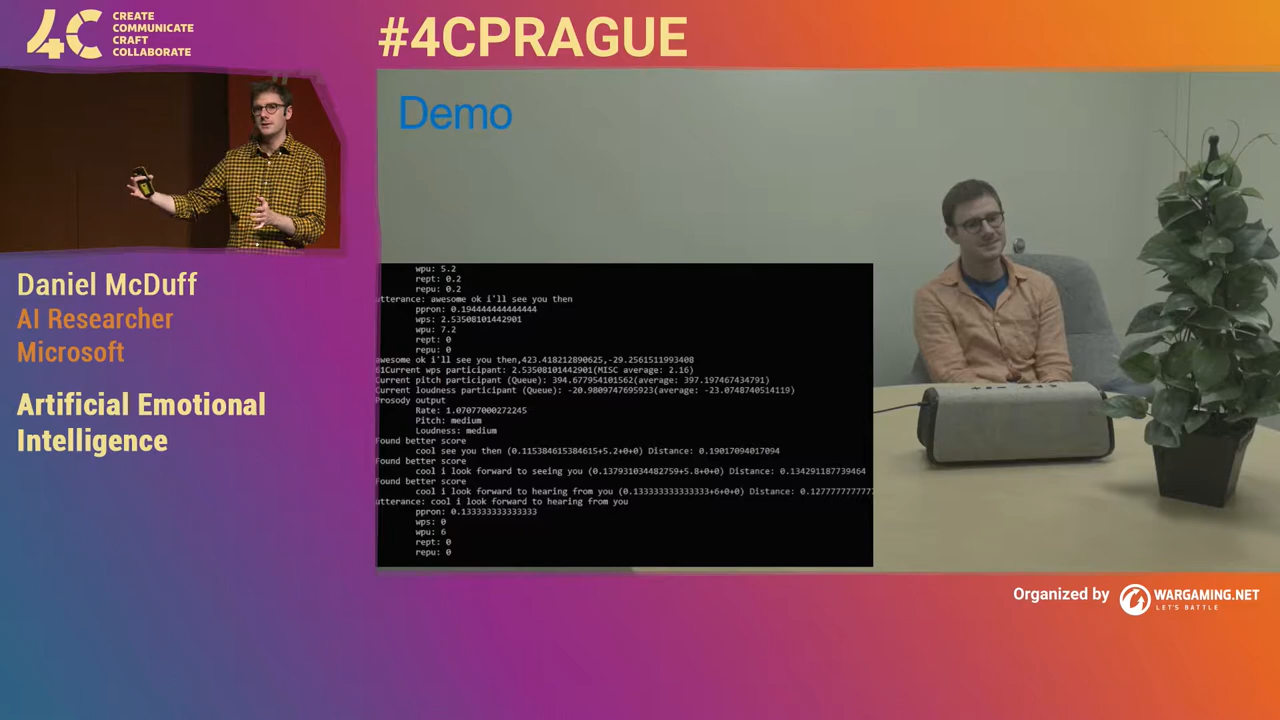 4C
CREATE
COMMUNICATE
CRAFT
COLLABORATE
#4CPRAGUE
Demo
wpu: 5.2
rept: 0.2
repu: 0.2
utterance: awesome ok i'll see you then
ppron: 0.194444444444444
wps: 2.53508101442901
wpu: 7.2
rept: 0
repu: 0
awesome ok i'll see you then,423.418212890625,-29.2561511993408
61Current wps participant: 2.53508101442901(MISC average: 2.16)
Current pitch participant (Queue): 394.677954101562(average: 397.197467434791)
Current loudness participant (Queue): -20.9809747695923(average: -23.0748740514119)
Prosody output
Rate: 1.07077000272245
Pitch: medium
Loudness: medium
Found better score
cool see you then (0.115384615384615+5.2+0+0) Distance: 0.19017094017094
Found better score
cool i look forward to seeing you (0.137931034482759+5.8+0+0) Distance: 0.134291187739464
Found better score
cool i look forward to hearing from you (0.133333333333333+6+0+0) Distance: 0.127777777777
utterance: cool i look forward to hearing from you
ppron: 0.133333333333333
wps: 0
wpu: 6
rept: 0
repu: 0
Daniel McDuff
AI Researcher
Microsoft
Artificial Emotional
Intelligence
Organized by
WARGAMING.NET
LET'S BATTLE